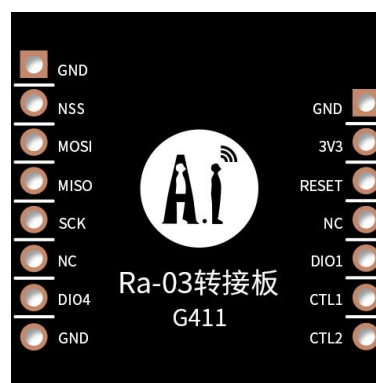 GND
NSS
MOSI
MISO
SCK
NC
DIO4
GND
Ai
Ra-03转接板
G411
GND
3V3
RESET
NC
DIO1
CTL1
CTL2